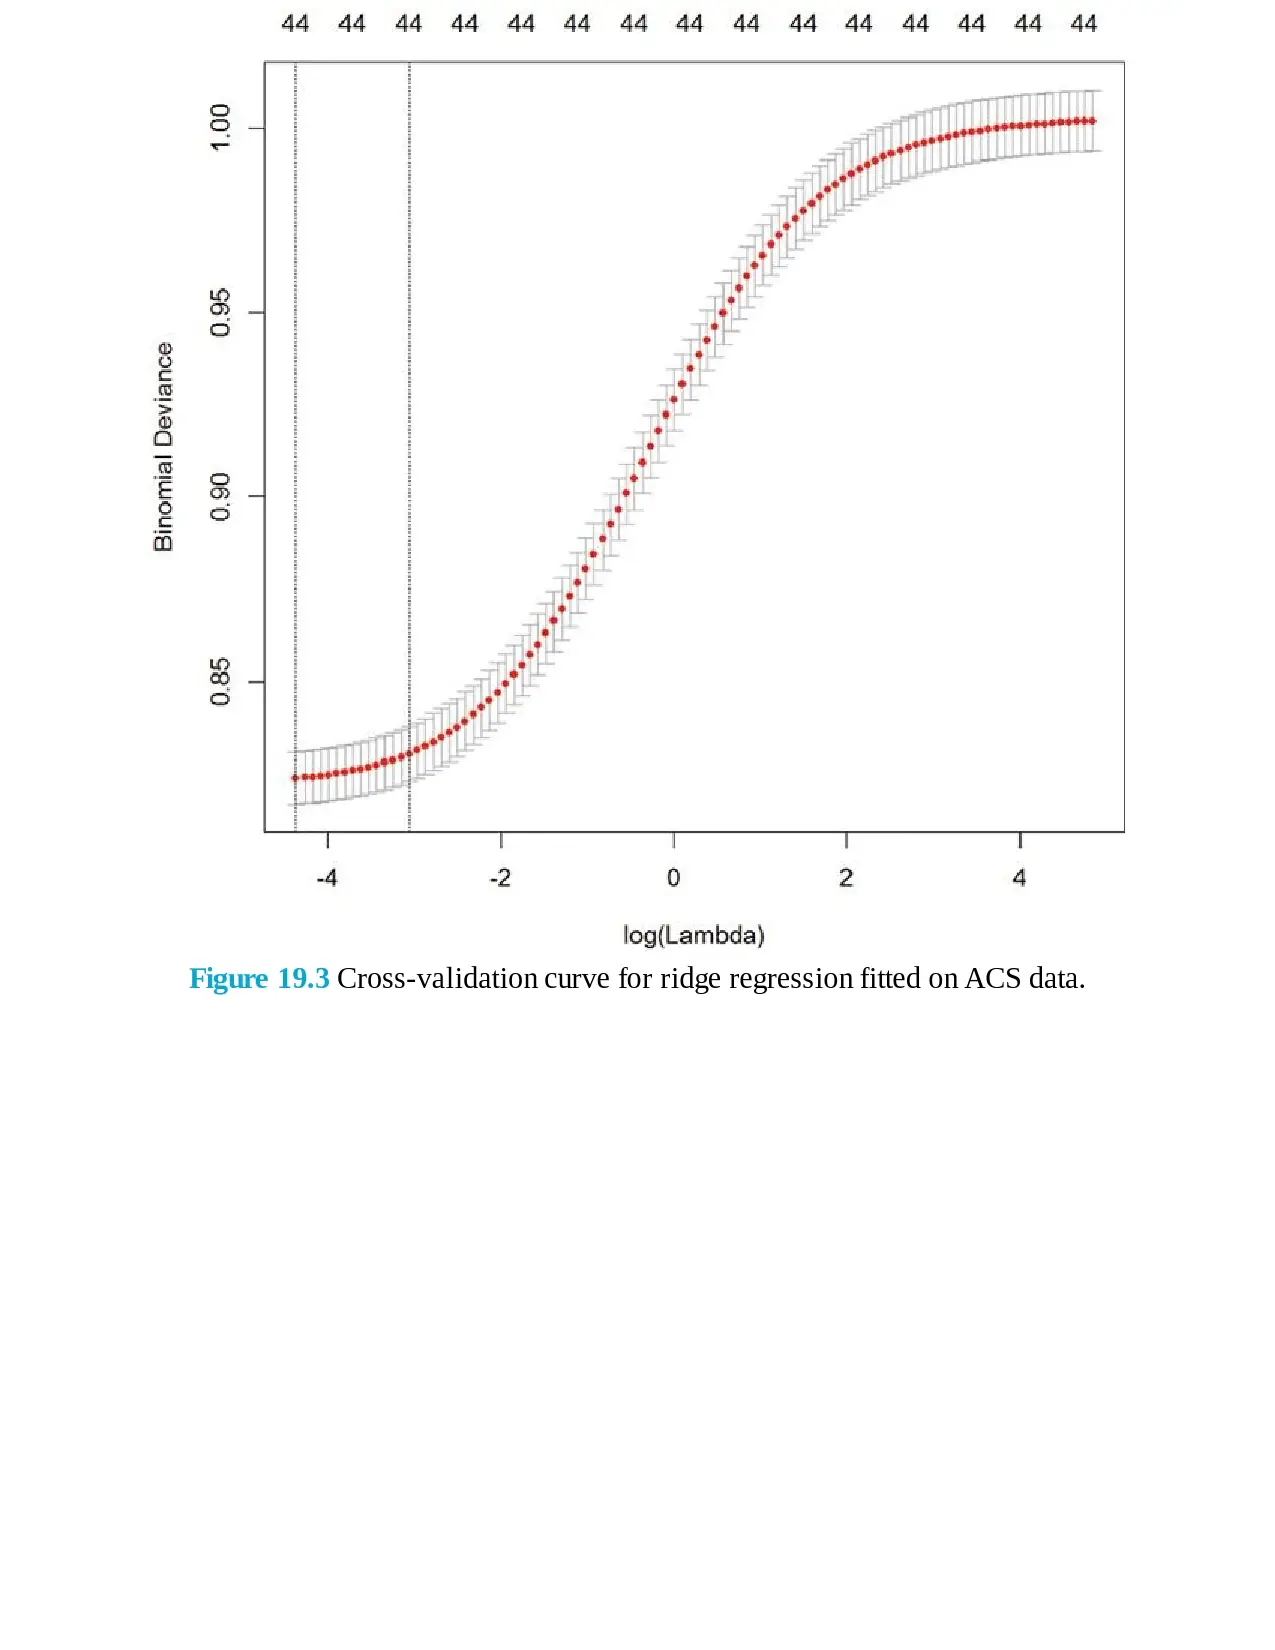 44 44 44 44 44 44 44 44 44 44 44 44 44 44 44
1.00
0.95
0.90
0.85
Binomial Deviance
-4 -2 0 2 4
log(Lambda)
Figure 19.3 Cross-validation curve for ridge regression fitted on ACS data.